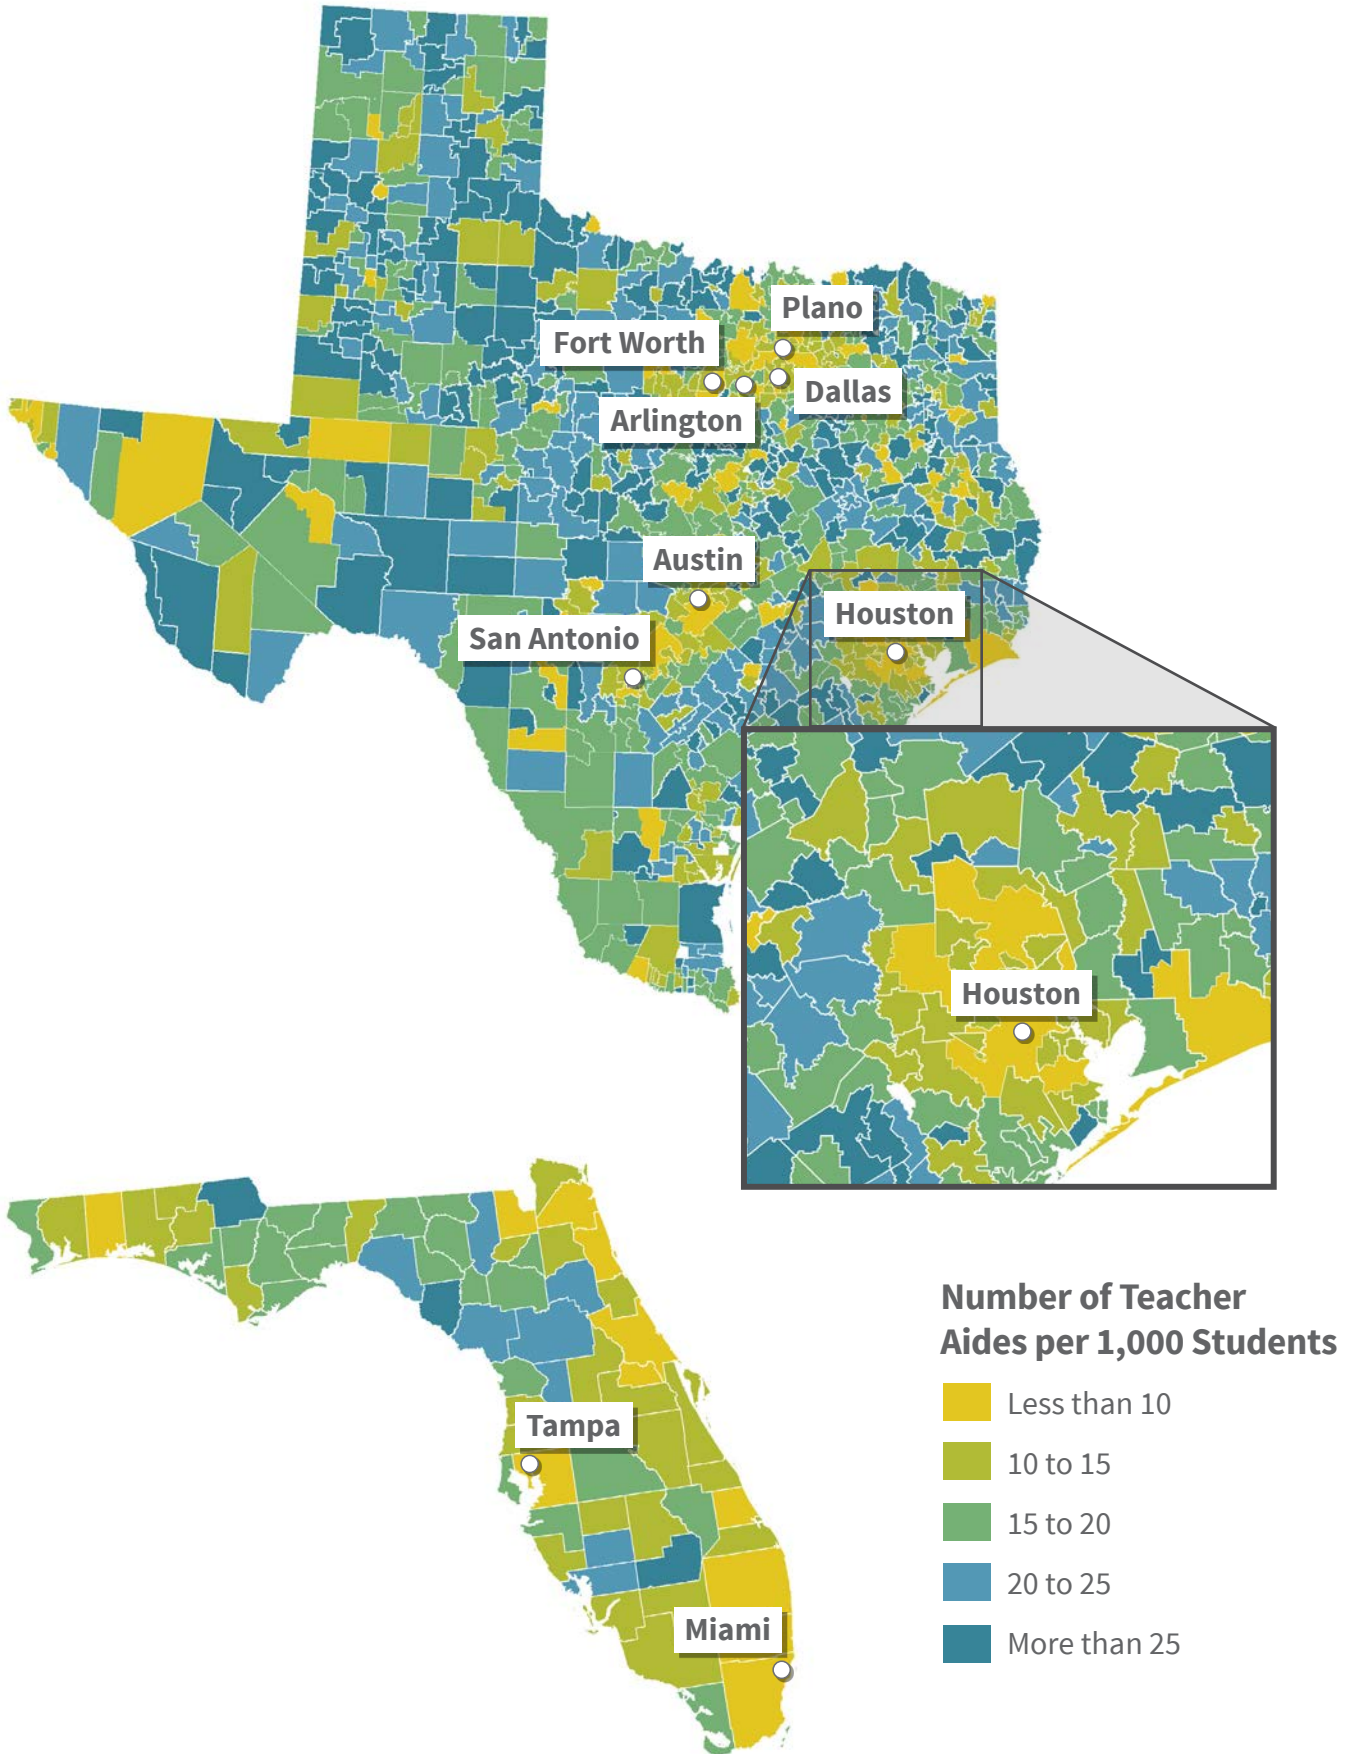 Plano
Fort Worth
Dallas
Arlington
Austin
Houston
San Antonio
Houston
Number of Teacher
Aides per 1,000 Students
Less than 10
10 to 15
15 to 20
20 to 25
More than 25
Tampa
Miami